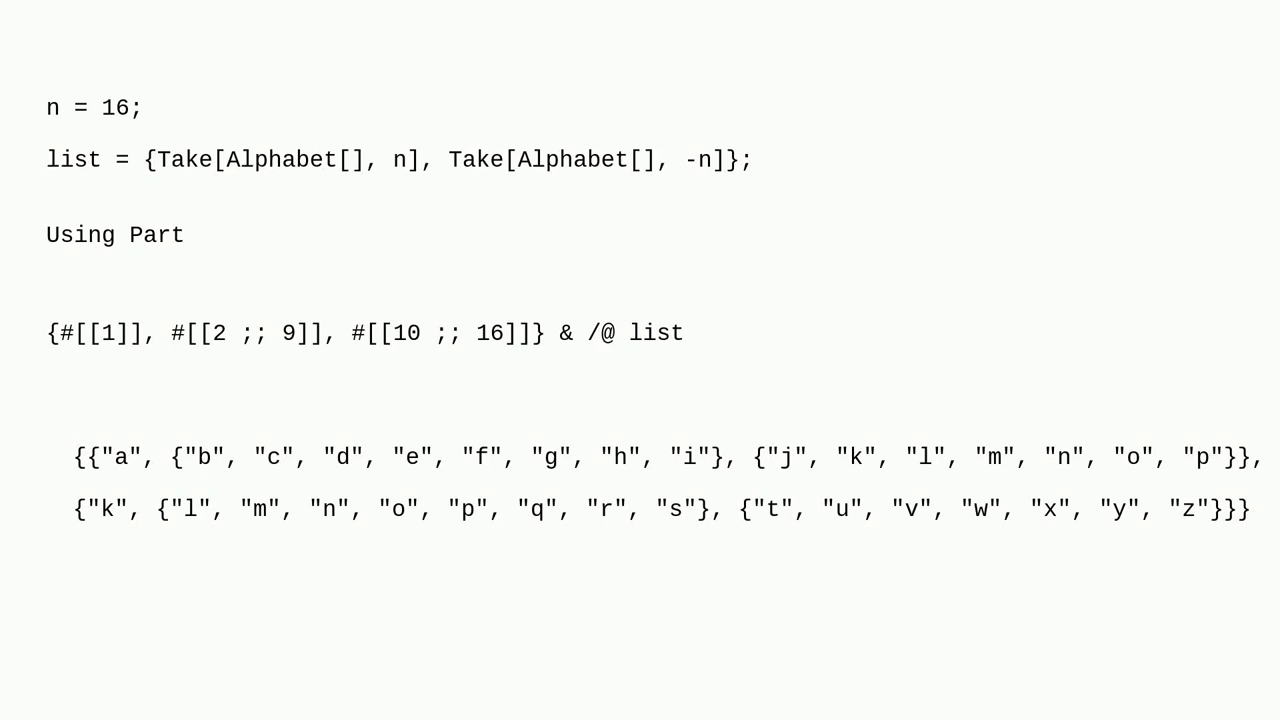 n = 16;
list = {Take[Alphabet[], n], Take[Alphabet[], -n]};
Using Part
{#[[1]], #[[2 ;; 9]], #[[10 ;; 16]]} & /@ list
{{"a", {"b", "c", "d", "e", "f", "g", "h", "i"}, {"j", "k", "l", "m", "n", "o", "p"}},
{"k", {"l", "m", "n", "o", "p", "q", "r", "s"}, {"t", "u", "v", "w", "x", "y", "z"}}}